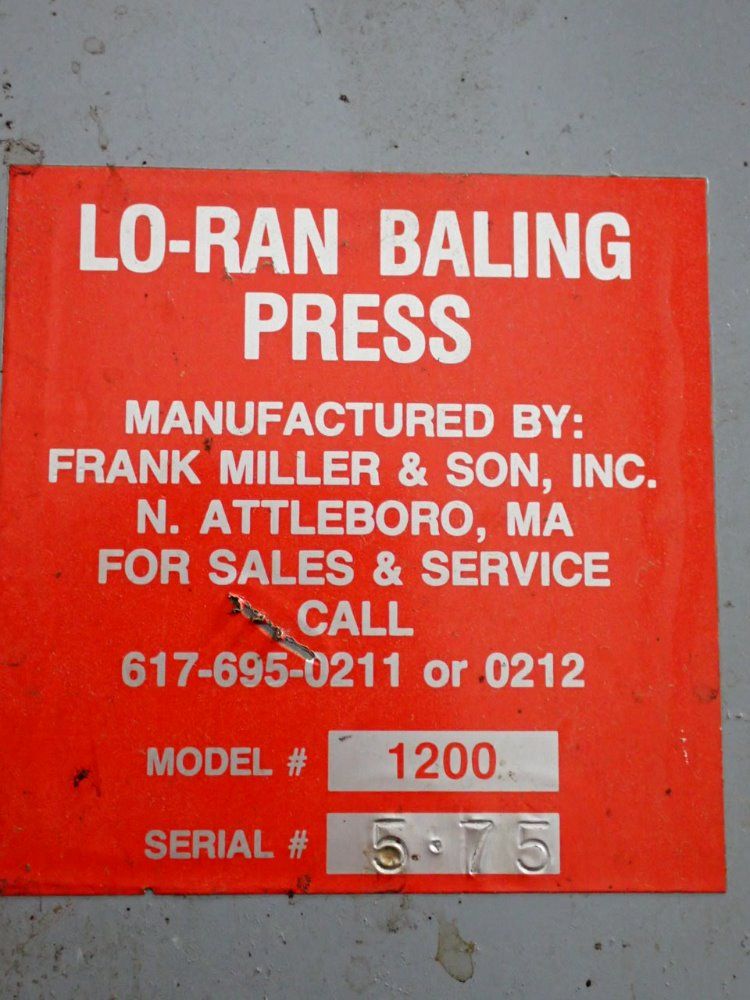 LO-RAN BALING
PRESS
MANUFACTURED BY:
FRANK MILLER & SON, INC.
N. ATTLEBORO, MA
FOR SALES & SERVICE
CALL
617-695-0211 or 0212
MODEL # 1200
SERIAL # 5·75